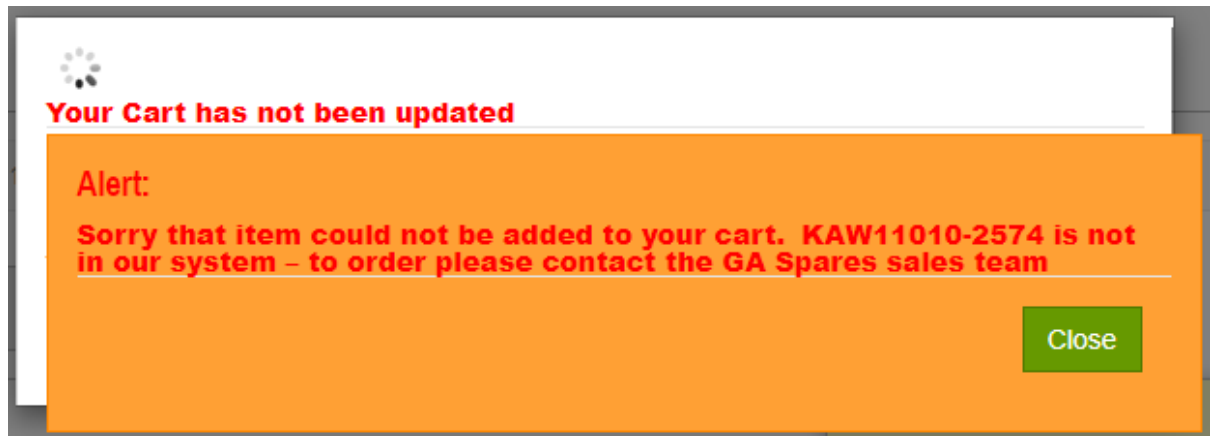 Your Cart has not been updated
Alert:
Sorry that item could not be added to your cart.  KAW11010-2574 is not
in our system – to order please contact the GA Spares sales team
Close